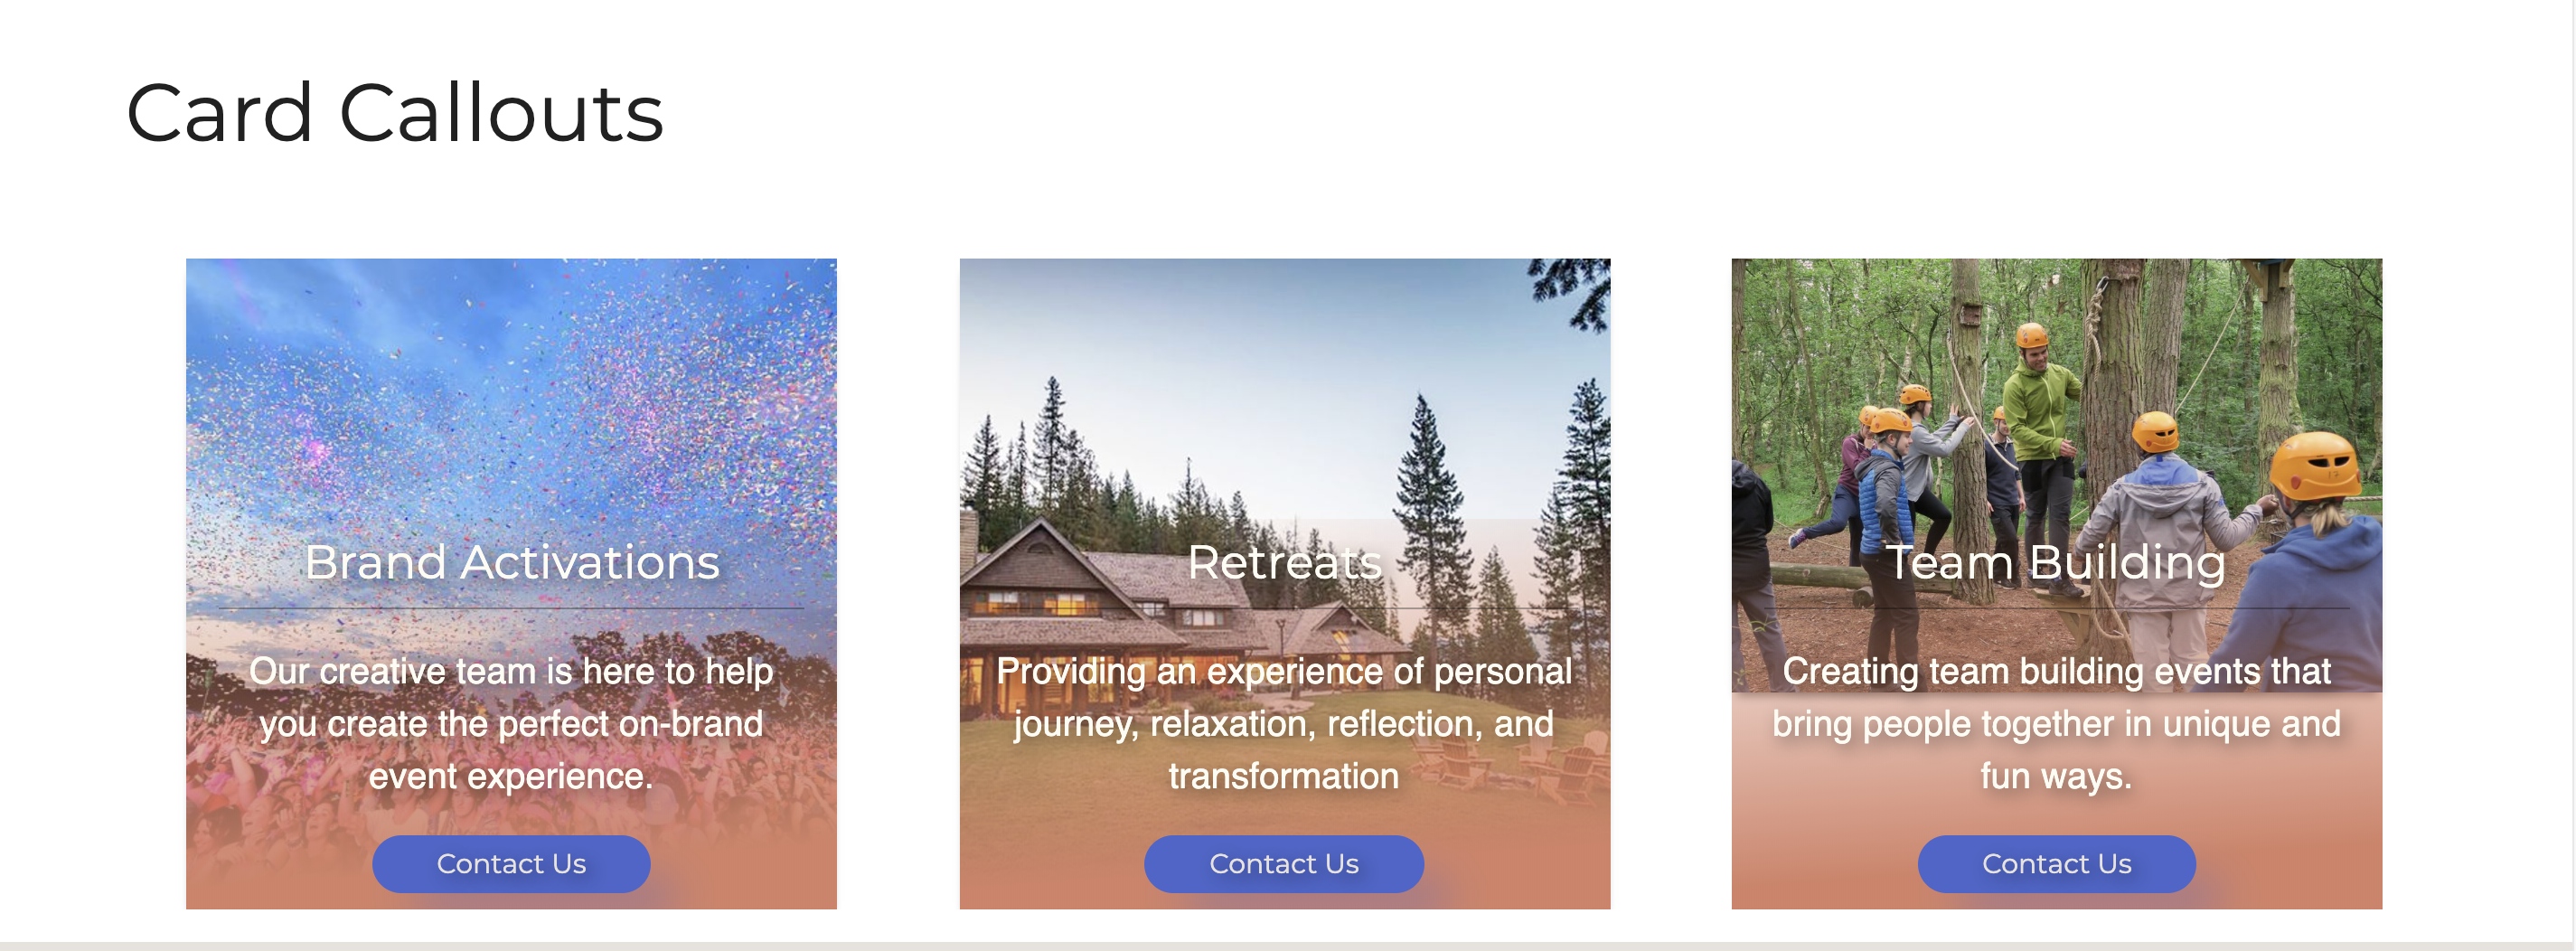 Card Callouts
Brand Activations
Our creative team is here to help
you create the perfect on-brand
event experience.
Contact Us
Retreats
Providing an experience of personal
journey, relaxation, reflection, and
transformation
Contact Us
Team Building
Creating team building events that
bring people together in unique and
fun ways.
Contact Us